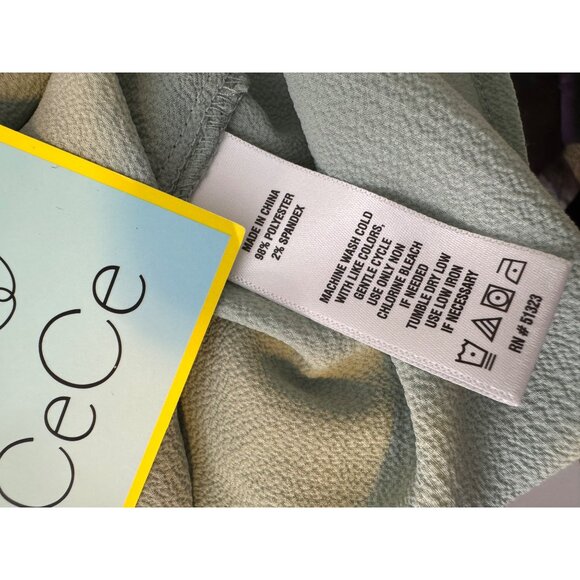 CeCe
MADE IN CHINA
98% POLYESTER
2% SPANDEX
MACHINE WASH COLD
WITH LIKE COLORS,
GENTLE CYCLE
USE ONLY NON
CHLORINE BLEACH
IF NEEDED
TUMBLE DRY LOW
USE LOW IRON
IF NECESSARY
RN # 51323